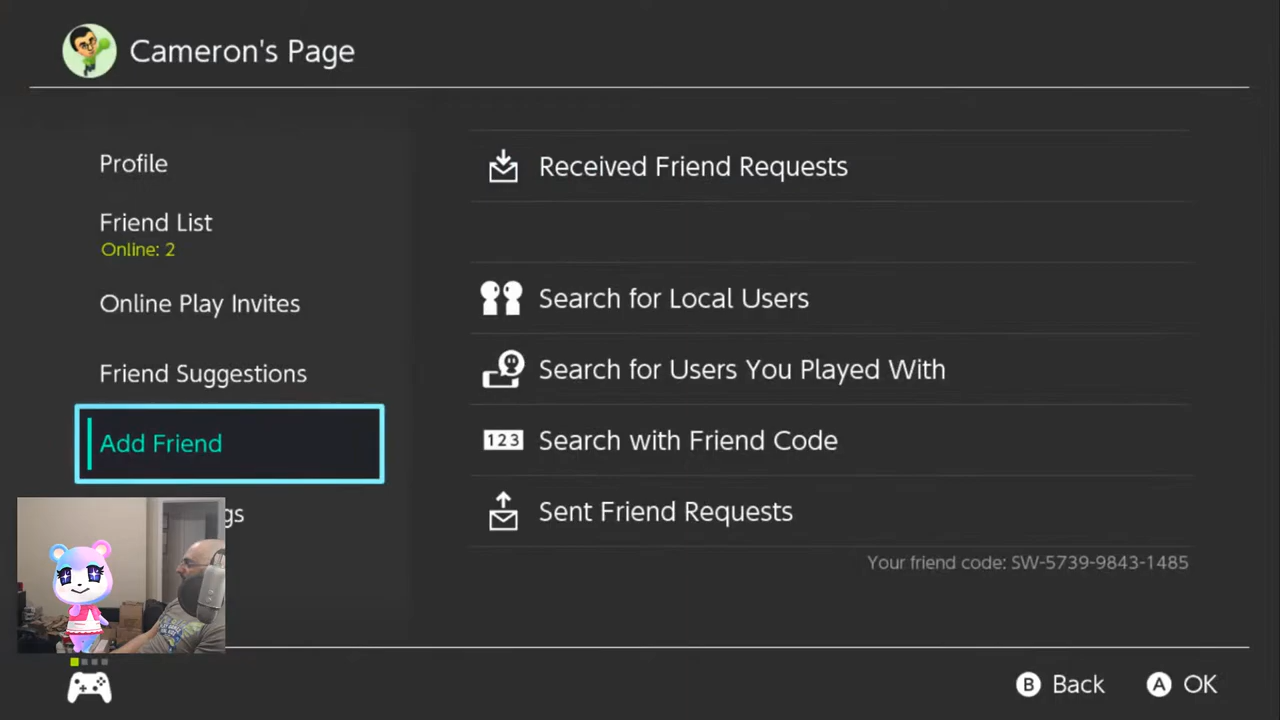 Cameron's Page
Profile
Friend List
Online: 2
Online Play Invites
Friend Suggestions
Add Friend
gs
Received Friend Requests
Search for Local Users
Search for Users You Played With
123 Search with Friend Code
Sent Friend Requests
Your friend code: SW-5739-9843-1485
B Back A OK